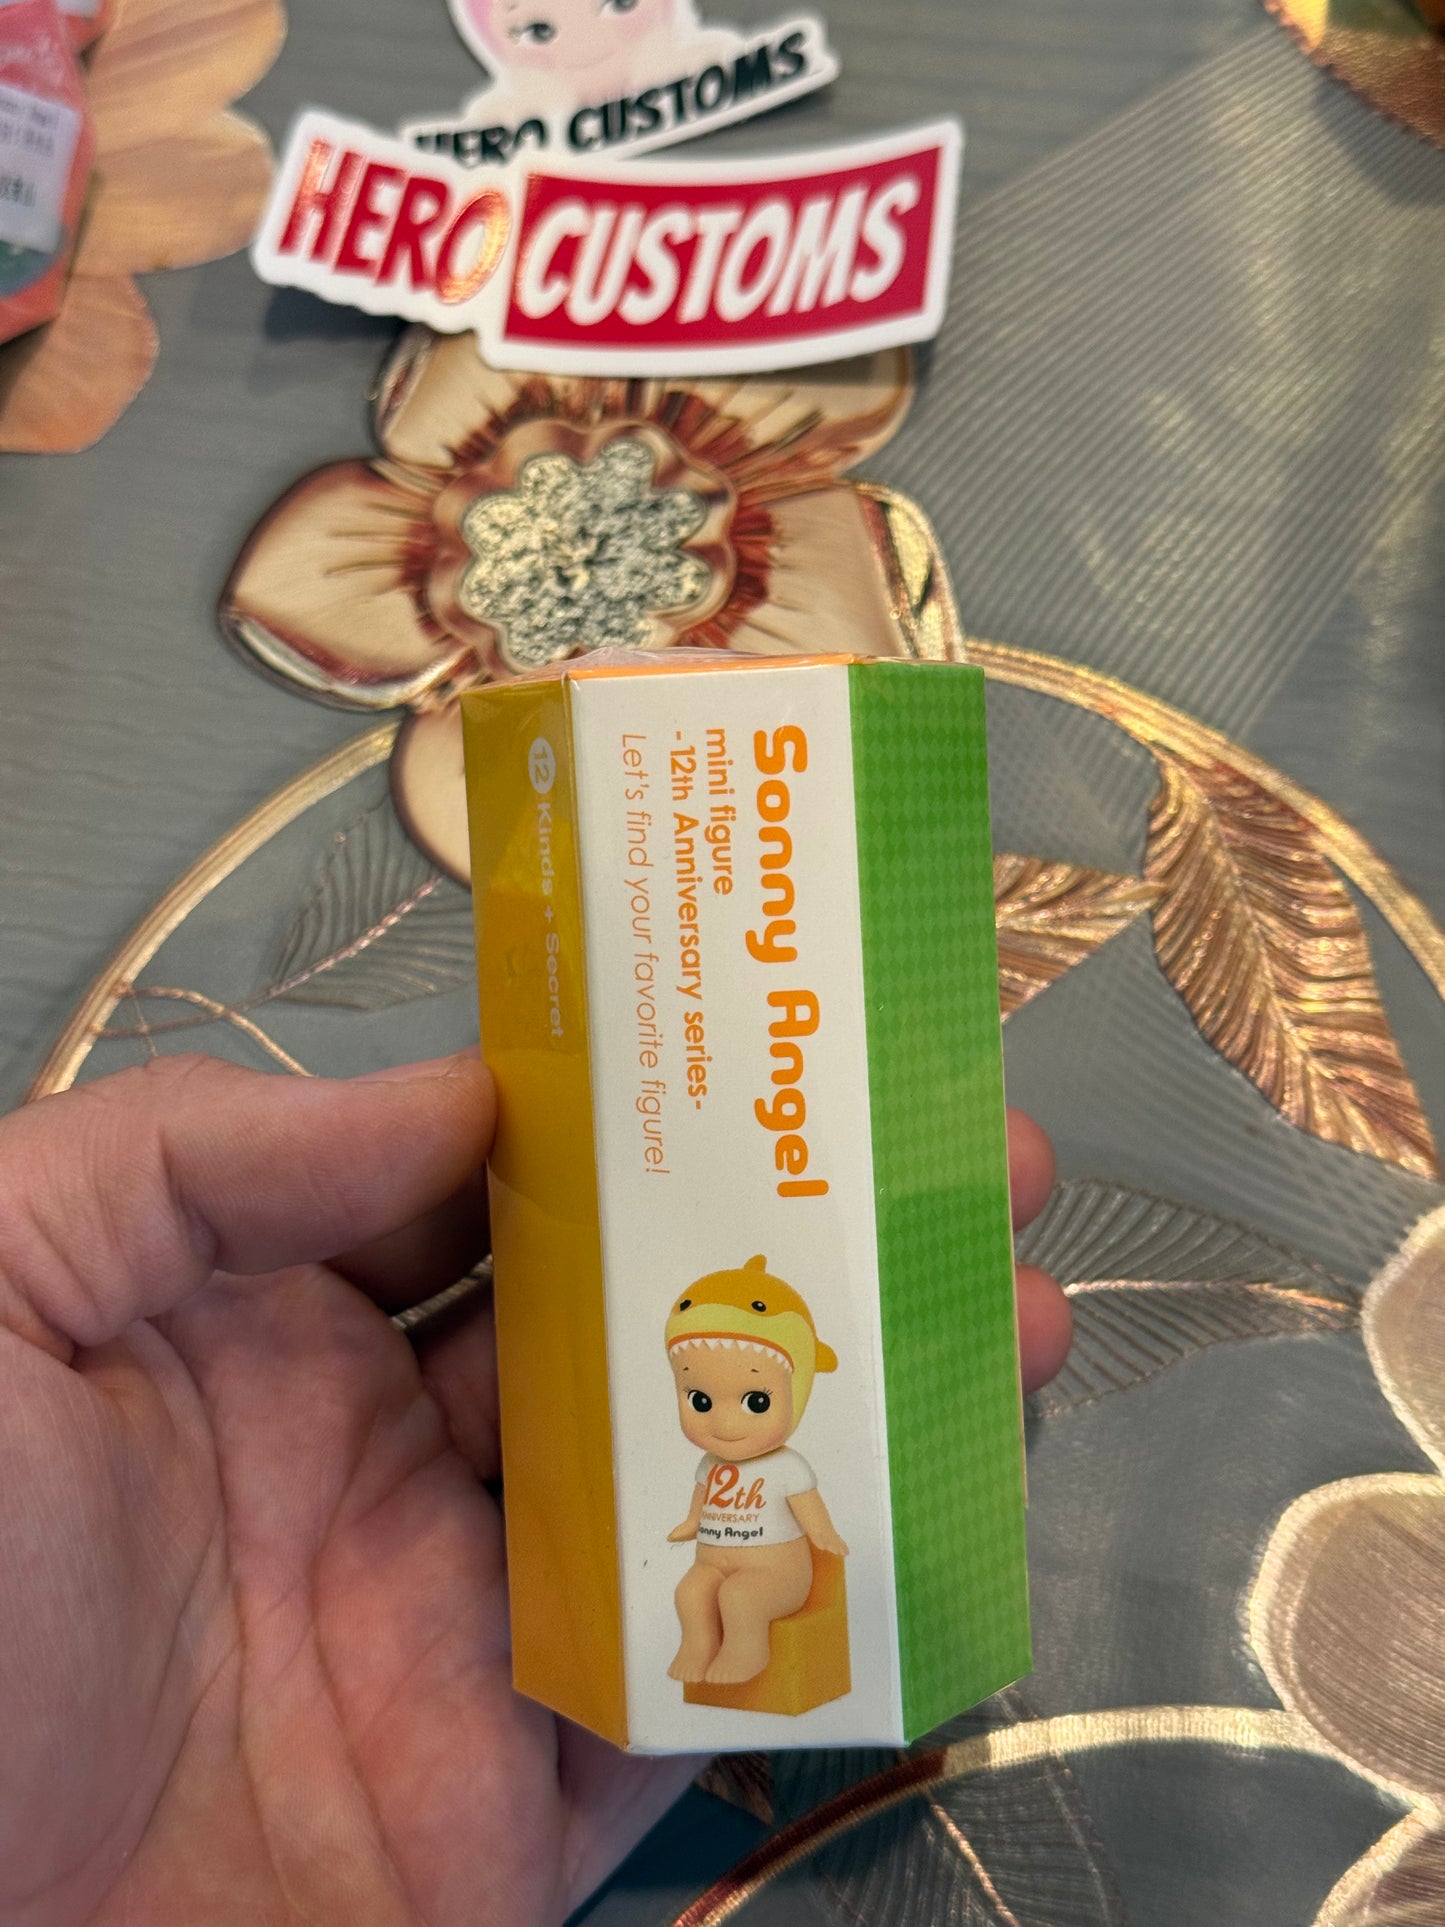 HERO CUSTOMS
HERO CUSTOMS
Sonny Angel
mini figure
-12th Anniversary series-
Let's find your favorite figure!
12 Kinds + Secret
12th
ANNIVERSARY
Sonny Angel